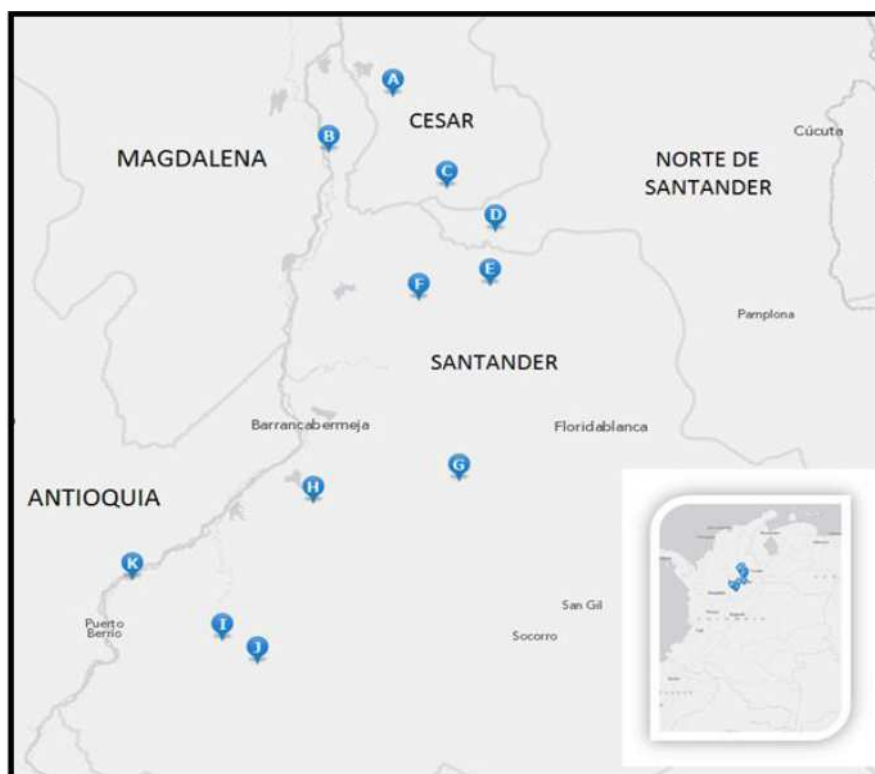 A
CESAR
B
Cúcuta
MAGDALENA
NORTE DE
SANTANDER
C
D
E
F
Pamplona
SANTANDER
Barrancabermeja
Floridablanca
G
H
ANTIOQUIA
K
San Gil
Puerto
Berrío
I
Socorro
J